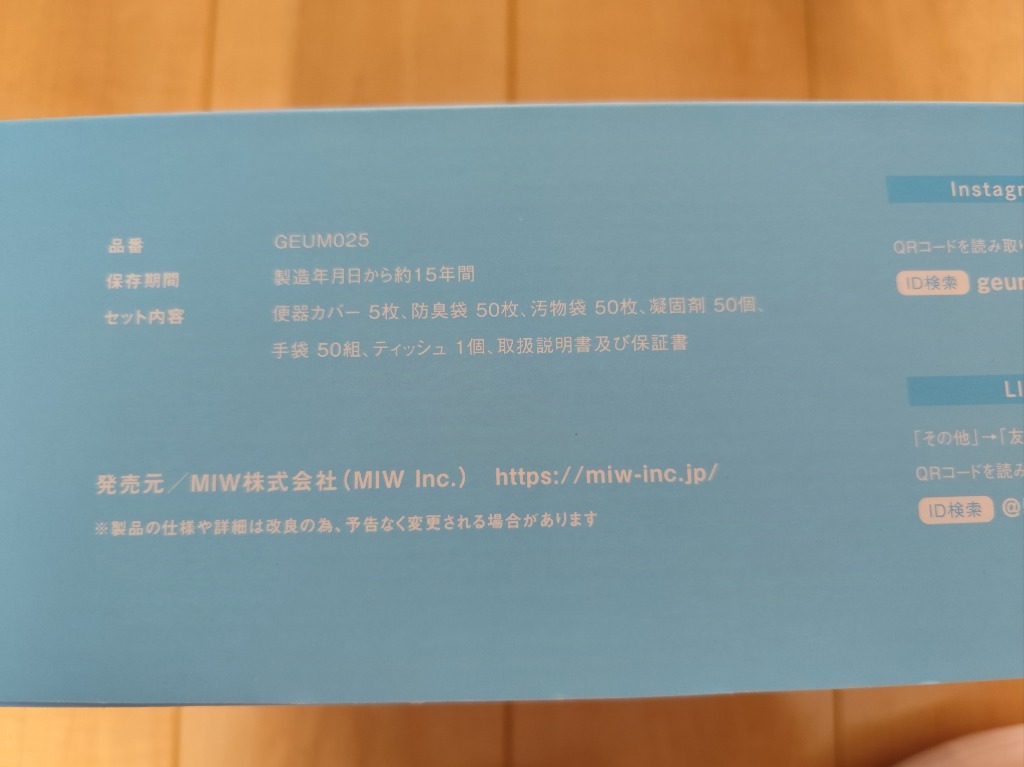 品番 GEUM025
保存期間 製造年月日から約15年間
セット内容 便器カバー 5枚、防臭袋 50枚、汚物袋 50枚、凝固剤 50個、
手袋 50組、ティッシュ 1個、取扱説明書及び保証書
発売元／MIW株式会社(MIW Inc.) https://miw-inc.jp/
※製品の仕様や詳細は改良の為、予告なく変更される場合があります
Instagr
QRコードを読み取り
ID検索 geum
LI
「その他」→「友
QRコードを読み
ID検索 @